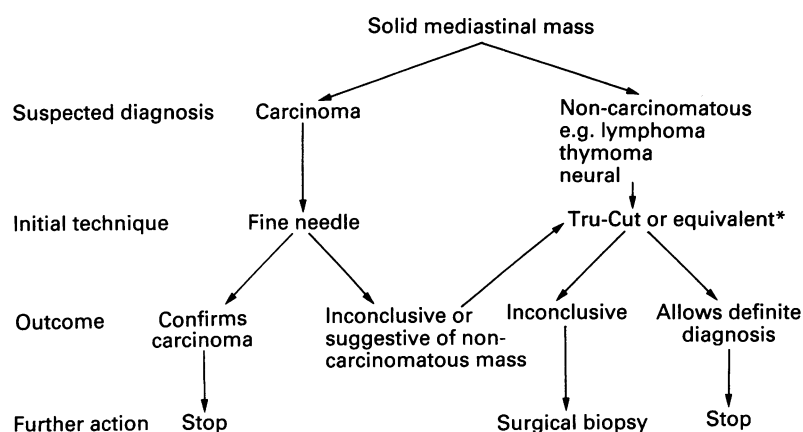 Solid mediastinal mass
Suspected diagnosis
Carcinoma
Non-carcinomatous
e.g. lymphoma
thymoma
neural
Initial technique
Fine needle
Tru-Cut or equivalent*
Outcome
Confirms
carcinoma
Inconclusive or
suggestive of non-
carcinomatous mass
Inconclusive
Allows definite
diagnosis
Further action
Stop
Surgical biopsy
Stop